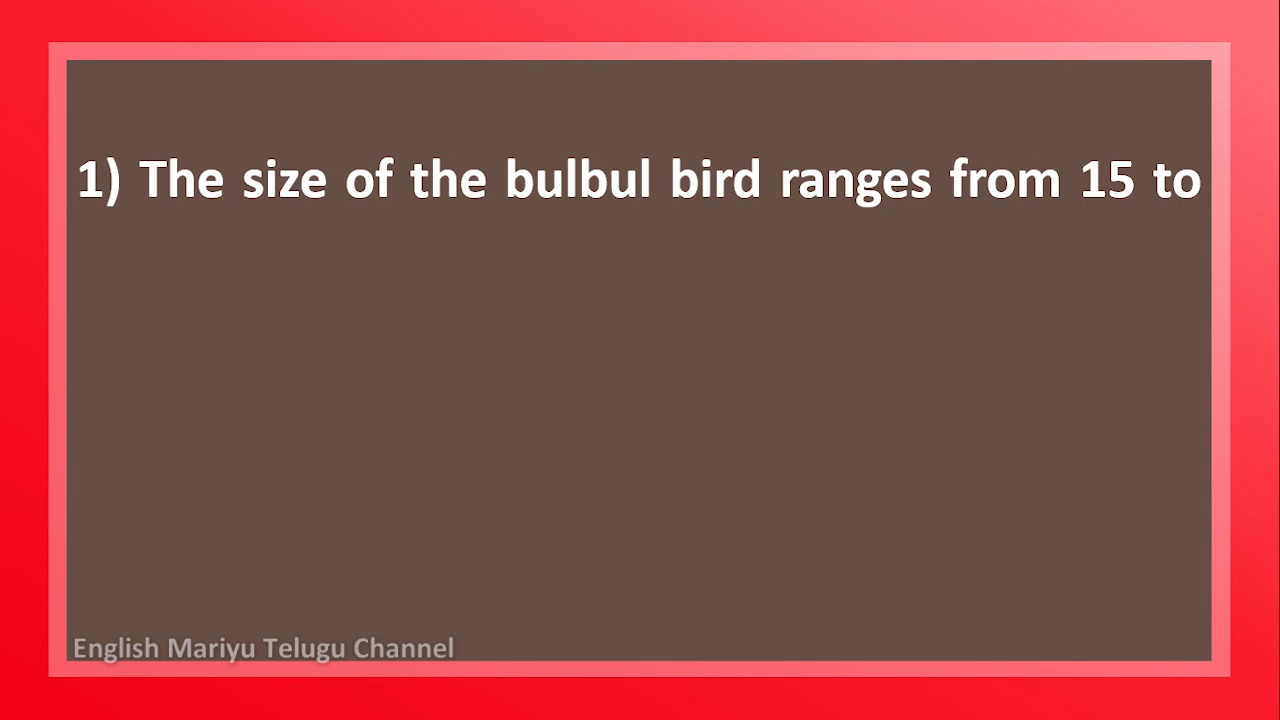 1) The size of the bulbul bird ranges from 15 to
English Mariyu Telugu Channel